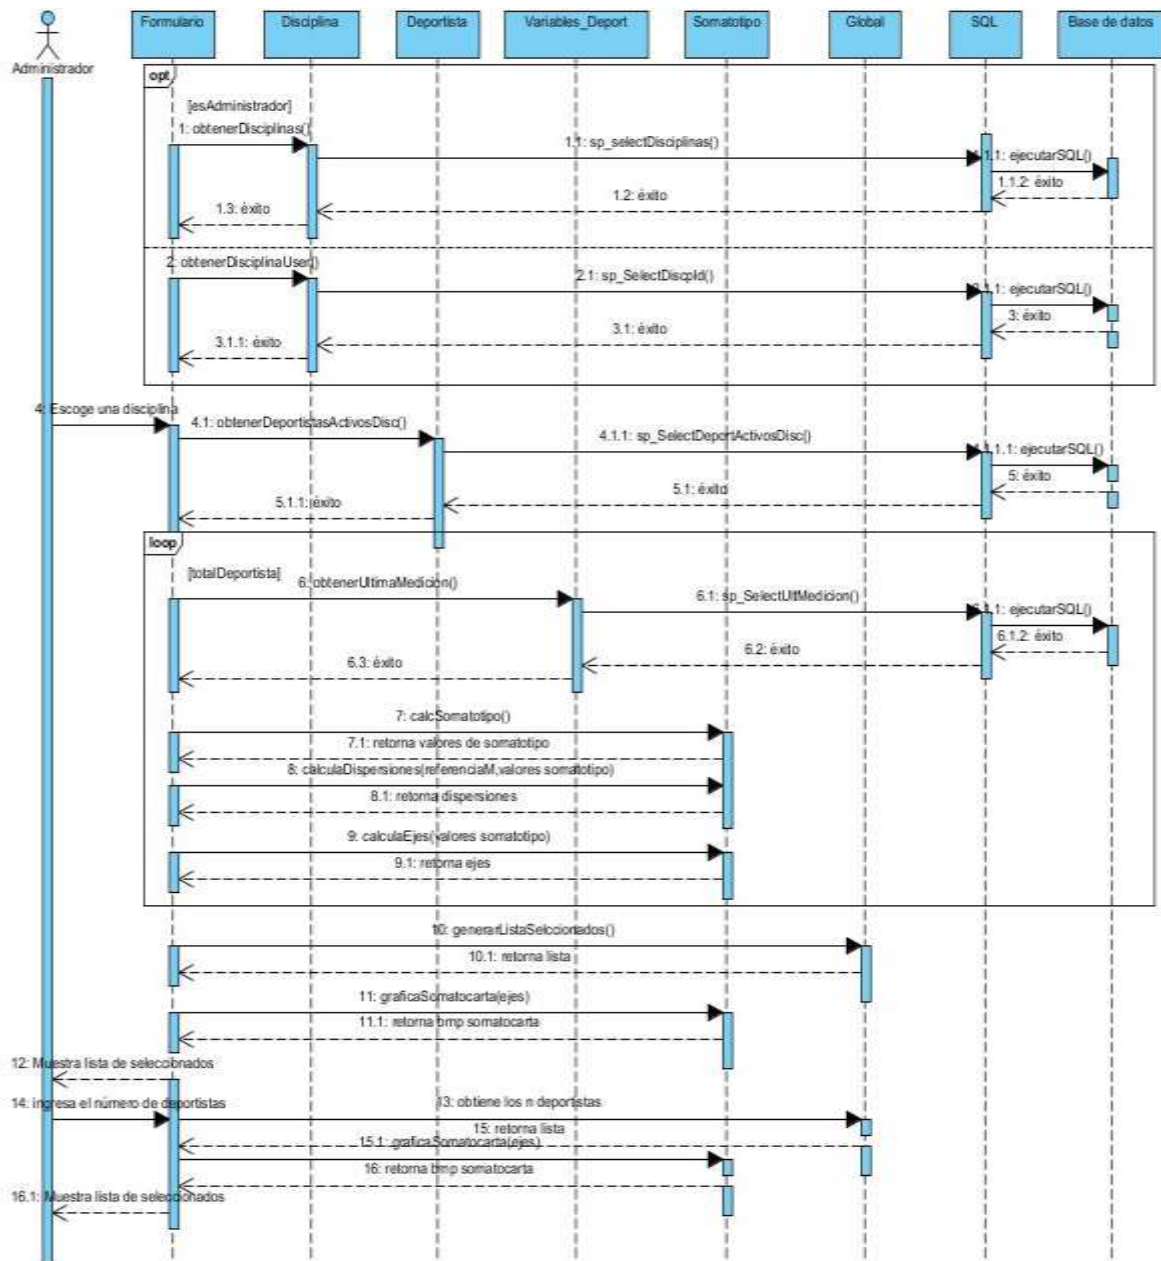 Administrador
Formulario
Disciplina
Deportista
Variables_Deport
Somatotipo
Global
SQL
Base de datos
opt
[esAdministrador]
1: obtenerDisciplinas()
1.1: sp_selectDisciplinas()
1.1.1: ejecutarSQL()
1.1.2: éxito
1.2: éxito
1.3: éxito
2: obtenerDisciplinaUser()
2.1: sp_SelectDiscpId()
2.1.1: ejecutarSQL()
3: éxito
3.1: éxito
3.1.1: éxito
4: Escoge una disciplina
4.1: obtenerDeportistasActivosDisc()
4.1.1: sp_SelectDeportActivosDisc()
4.1.1.1: ejecutarSQL()
5: éxito
5.1: éxito
5.1.1: éxito
loop
[totalDeportista]
6: obtenerUltimaMedición()
6.1: sp_SelectUltMedicion()
6.1.1: ejecutarSQL()
6.1.2: éxito
6.2: éxito
6.3: éxito
7: calcSomatotipo()
7.1: retorna valores de somatotipo
8: calculaDispersiones(referenciaM,valores somatotipo)
8.1: retorna dispersiones
9: calculaEjes(valores somatotipo)
9.1: retorna ejes
10: generarListaSelccionados()
10.1: retorna lista
11: graficaSomatocarta(ejes)
11.1: retorna bmp somatocarta
12: Muestra lista de seleccionados
14: ingresa el número de deportistas
13: obtiene los n deportistas
15: retorna lista
15.1: graficaSomatocarta(ejes)
16: retorna bmp somatocarta
16.1: Muestra lista de seleccionados